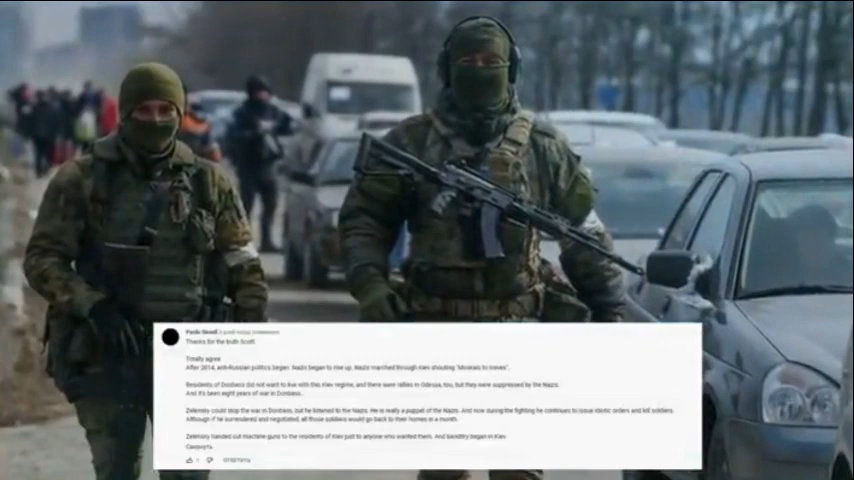 Thanks for the truth Scott.
Totally agree
After 2014, anti-Russian politics began. Nazis began to rise up. Nazis marched through Kiev shouting "Moskals to knives".
Residents of Donbass did not want to live with this Kiev regime, and there were rallies in Odessa, too, but they were suppressed by the Nazis.
And it's been eight years of war in Donbass.
Zelensky could stop the war in Donbass, but he listened to the Nazis. He is really a puppet of the Nazis. And now during the fighting he continues to issue idiotic orders and kill soldiers.
Although if he surrendered and negotiated, all those soldiers would go back to their homes in a month.
Zelensky handed out machine guns to the residents of Kiev just to anyone who wanted them. And banditry began in Kiev
Свернуть
1 ОТВЕТИТЬ